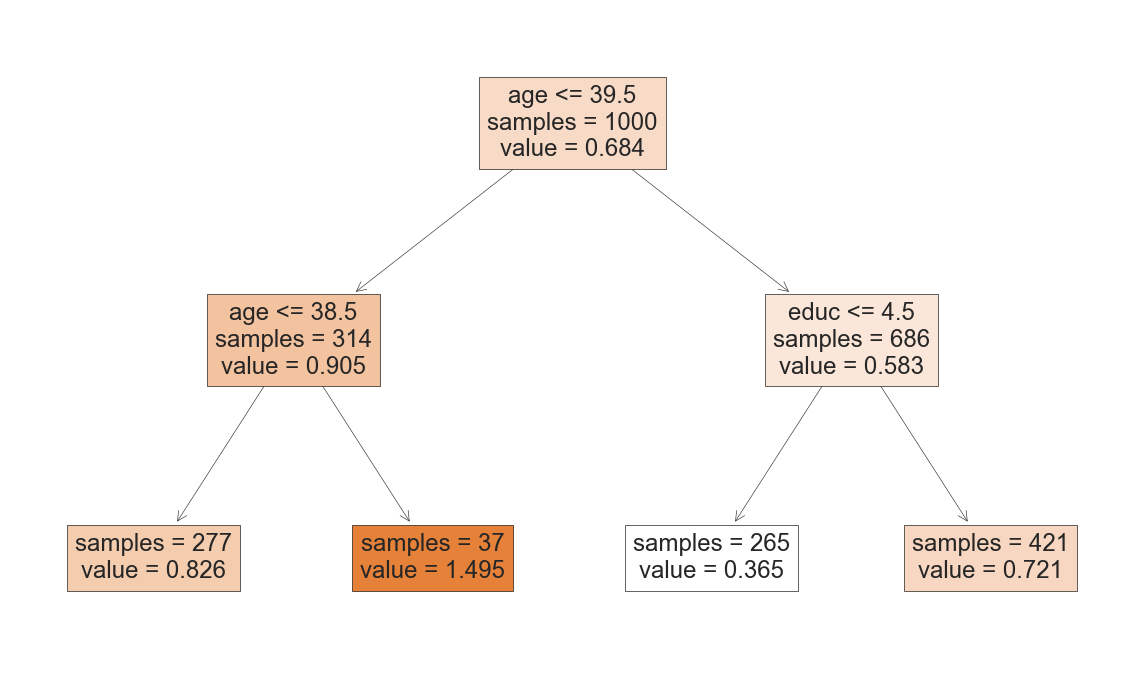 age <= 39.5
samples = 1000
value = 0.684
age <= 38.5
samples = 314
value = 0.905
educ <= 4.5
samples = 686
value = 0.583
samples = 277
value = 0.826
samples = 37
value = 1.495
samples = 265
value = 0.365
samples = 421
value = 0.721